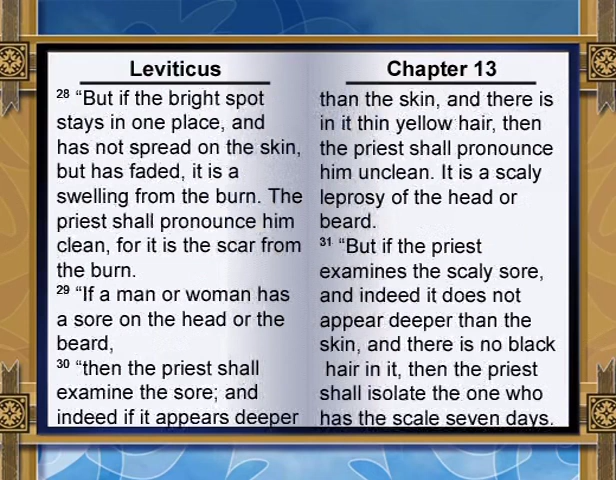 Leviticus
28 “But if the bright spot
stays in one place, and
has not spread on the skin,
but has faded, it is a
swelling from the burn. The
priest shall pronounce him
clean, for it is the scar from
the burn.
29 “If a man or woman has
a sore on the head or the
beard,
30 “then the priest shall
examine the sore; and
indeed if it appears deeper
Chapter 13
than the skin, and there is
in it thin yellow hair, then
the priest shall pronounce
him unclean. It is a scaly
leprosy of the head or
beard.
31 “But if the priest
examines the scaly sore,
and indeed it does not
appear deeper than the
skin, and there is no black
hair in it, then the priest
shall isolate the one who
has the scale seven days.